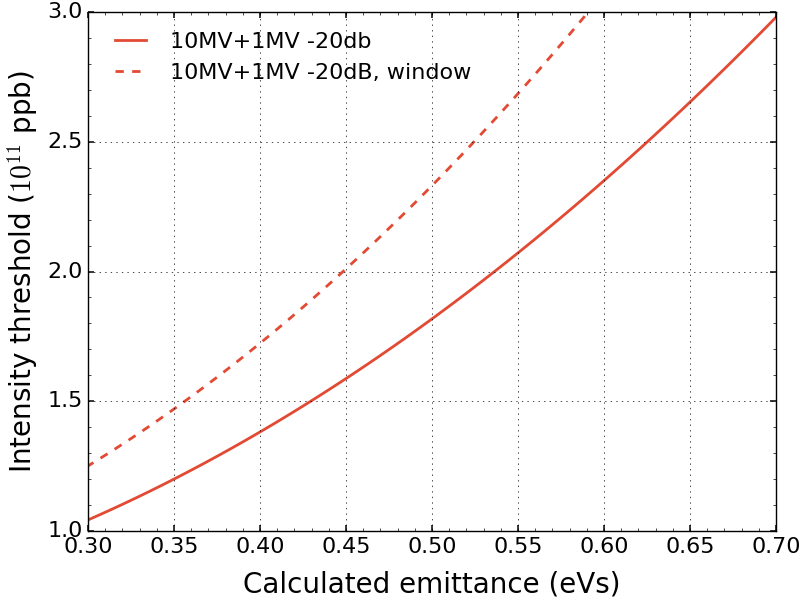 10MV+1MV -20db
10MV+1MV -20dB, window
Intensity threshold (10¹¹ ppb)
3.0
2.5
2.0
1.5
1.0
0.30 0.35 0.40 0.45 0.50 0.55 0.60 0.65 0.70
Calculated emittance (eVs)